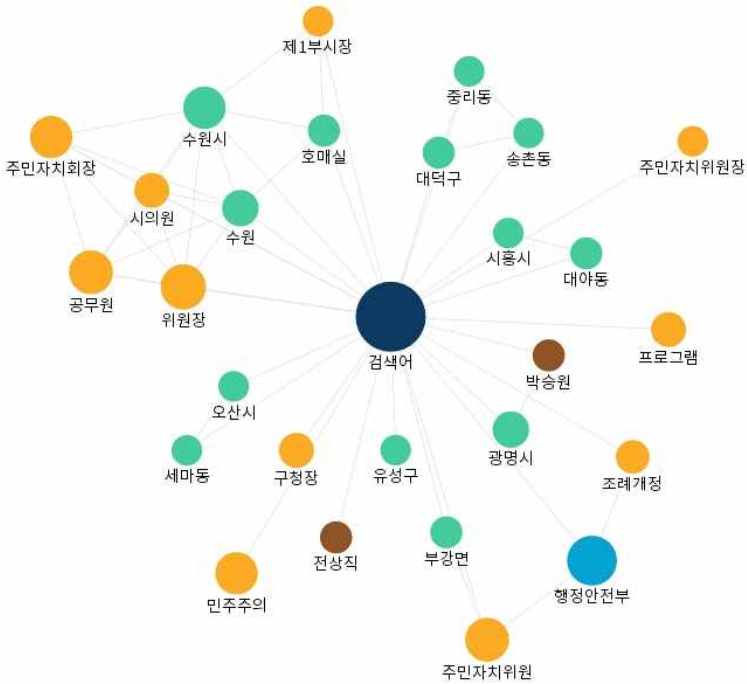 제1부시장
중리동
수원시
호매실
송촌동
주민자치회장
대덕구
주민자치위원장
시의원
수원
시흥시
대야동
공무원
위원장
검색어
프로그램
박승원
오산시
광명시
세마동
구청장
유성구
조례개정
전상직
부강면
민주주의
행정안전부
주민자치위원